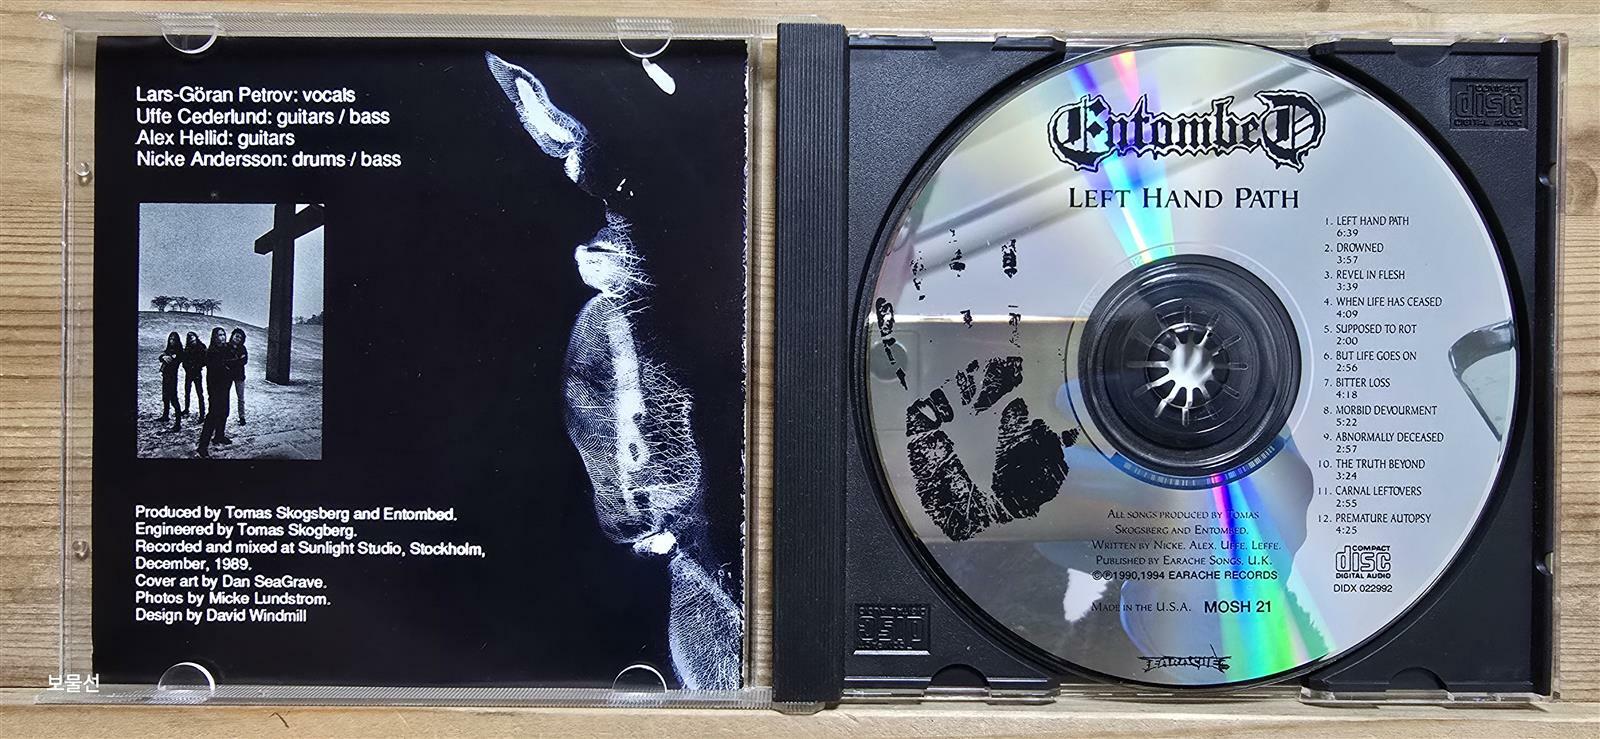 Lars-Göran Petrov: vocals
Uffe Cederlund: guitars / bass
Alex Hellid: guitars
Nicke Andersson: drums / bass
Produced by Tomas Skogsberg and Entombed.
Engineered by Tomas Skogberg.
Recorded and mixed at Sunlight Studio, Stockholm,
December, 1989.
Cover art by Dan SeaGrave.
Photos by Micke Lundstrom.
Design by David Windmill
보물선
Entombed
LEFT HAND PATH
1. LEFT HAND PATH
6:39
2. DROWNED
3:57
3. REVEL IN FLESH
3:39
4. WHEN LIFE HAS CEASED
4:09
5. SUPPOSED TO ROT
2:00
6. BUT LIFE GOES ON
2:56
7. BITTER LOSS
4:18
8. MORBID DEVOURMENT
5:22
9. ABNORMALLY DECEASED
2:57
10. THE TRUTH BEYOND
3:24
11. CARNAL LEFTOVERS
2:55
12. PREMATURE AUTOPSY
4:25
COMPACT
disc
DIGITAL AUDIO
DIDX 022992
ALL SONGS PRODUCED BY TOMAS
SKOGSBERG AND ENTOMBED.
WRITTEN BY NICKE, ALEX, UFFE, LEFFE.
PUBLISHED BY EARACHE SONGS, U.K.
©℗1990,1994 EARACHE RECORDS
MADE IN THE U.S.A. MOSH 21
EARACHE
COMPACT
disc
DIGITAL AUDIO